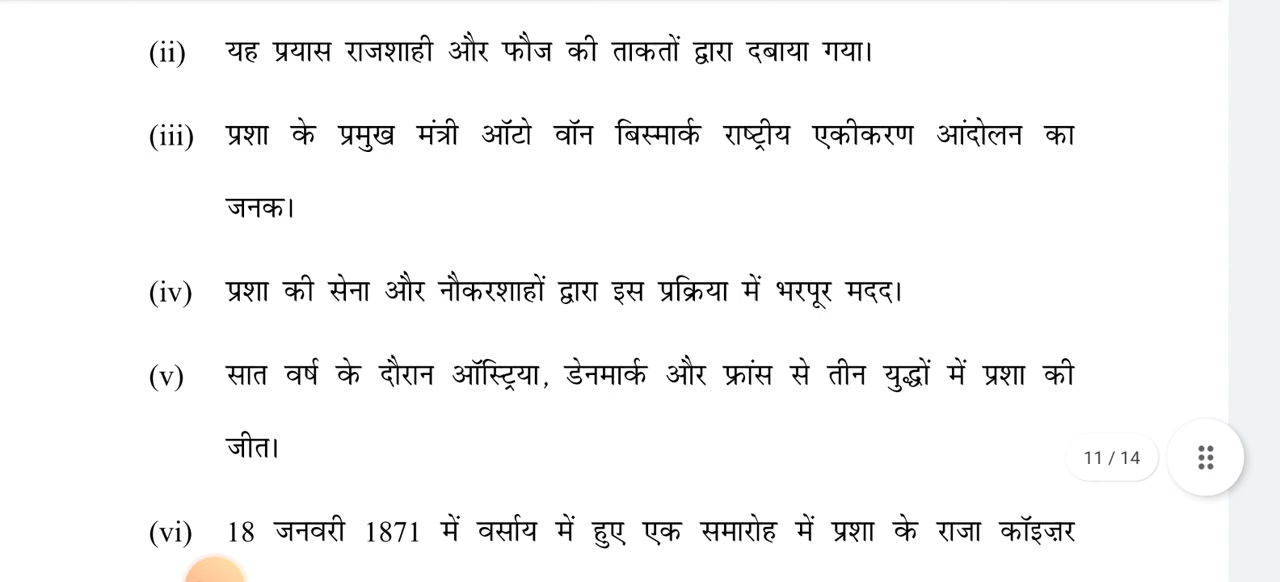 (ii) यह प्रयास राजशाही और फौज की ताकतों द्वारा दबाया गया।
(iii) प्रशा के प्रमुख मंत्री ऑटो वॉन बिस्मार्क राष्ट्रीय एकीकरण आंदोलन का
जनक।
(iv) प्रशा की सेना और नौकरशाहों द्वारा इस प्रक्रिया में भरपूर मदद।
(v) सात वर्ष के दौरान ऑस्ट्रिया, डेनमार्क और फ्रांस से तीन युद्धों में प्रशा की
जीत।
11 / 14
(vi) 18 जनवरी 1871 में वर्साय में हुए एक समारोह में प्रशा के राजा कॉइज़र